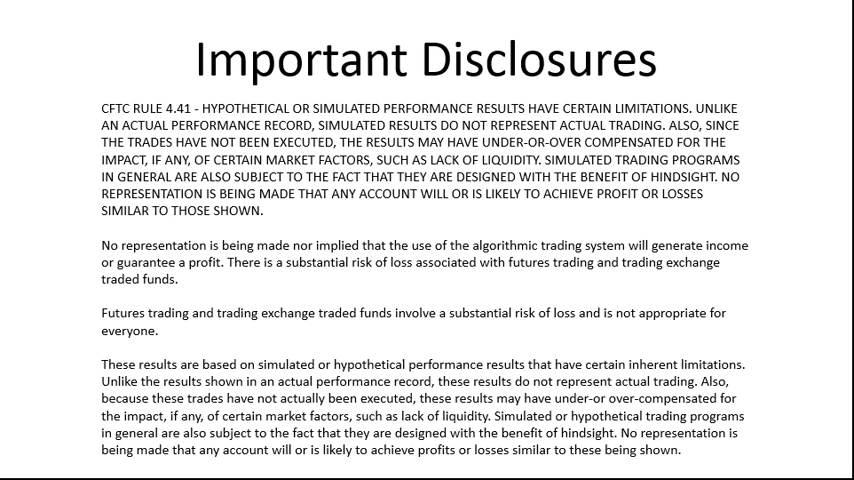 Important Disclosures
CFTC RULE 4.41 - HYPOTHETICAL OR SIMULATED PERFORMANCE RESULTS HAVE CERTAIN LIMITATIONS. UNLIKE
AN ACTUAL PERFORMANCE RECORD, SIMULATED RESULTS DO NOT REPRESENT ACTUAL TRADING. ALSO, SINCE
THE TRADES HAVE NOT BEEN EXECUTED, THE RESULTS MAY HAVE UNDER-OR-OVER COMPENSATED FOR THE
IMPACT, IF ANY, OF CERTAIN MARKET FACTORS, SUCH AS LACK OF LIQUIDITY. SIMULATED TRADING PROGRAMS
IN GENERAL ARE ALSO SUBJECT TO THE FACT THAT THEY ARE DESIGNED WITH THE BENEFIT OF HINDSIGHT. NO
REPRESENTATION IS BEING MADE THAT ANY ACCOUNT WILL OR IS LIKELY TO ACHIEVE PROFIT OR LOSSES
SIMILAR TO THOSE SHOWN.
No representation is being made nor implied that the use of the algorithmic trading system will generate income
or guarantee a profit. There is a substantial risk of loss associated with futures trading and trading exchange
traded funds.
Futures trading and trading exchange traded funds involve a substantial risk of loss and is not appropriate for
everyone.
These results are based on simulated or hypothetical performance results that have certain inherent limitations.
Unlike the results shown in an actual performance record, these results do not represent actual trading. Also,
because these trades have not actually been executed, these results may have under-or over-compensated for
the impact, if any, of certain market factors, such as lack of liquidity. Simulated or hypothetical trading programs
in general are also subject to the fact that they are designed with the benefit of hindsight. No representation is
being made that any account will or is likely to achieve profits or losses similar to these being shown.